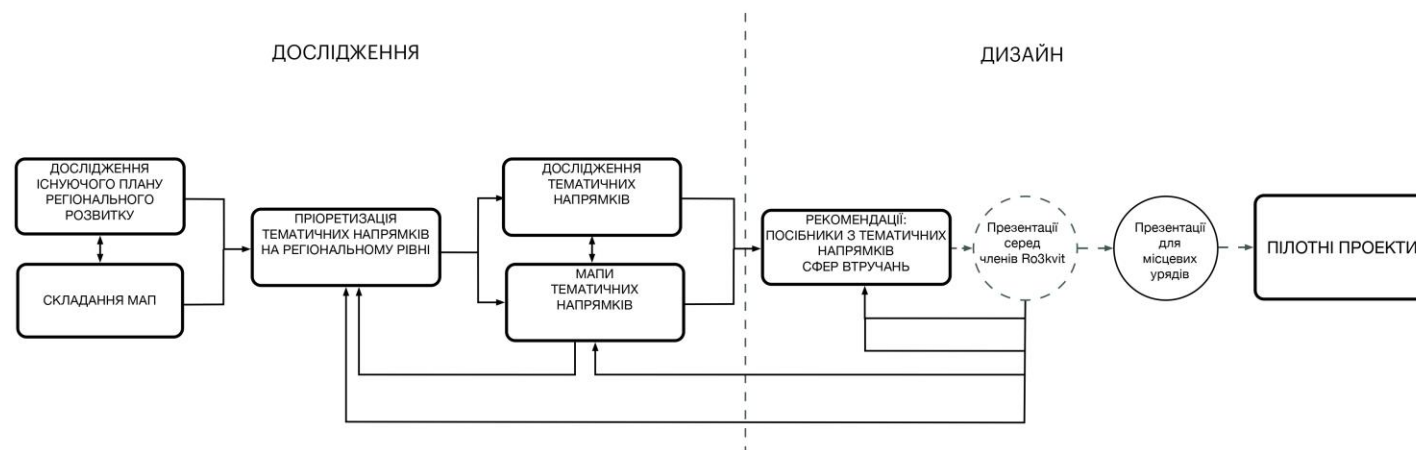 ДОСЛІДЖЕННЯ
ДИЗАЙН
ДОСЛІДЖЕННЯ
ІСНУЮЧОГО ПЛАНУ
РЕГІОНАЛЬНОГО
РОЗВИТКУ
СКЛАДАННЯ МАП
ПРІОРЕТИЗАЦІЯ
ТЕМАТИЧНИХ НАПРЯМКІВ
НА РЕГІОНАЛЬНОМУ РІВНІ
ДОСЛІДЖЕННЯ
ТЕМАТИЧНИХ
НАПРЯМКІВ
МАПИ
ТЕМАТИЧНИХ
НАПРЯМКІВ
РЕКОМЕНДАЦІЇ:
ПОСІБНИКИ З ТЕМАТИЧНИХ
НАПРЯМКІВ
СФЕР ВТРУЧАНЬ
Презентації
серед
членів Ro3kvit
Презентації
для
місцевих
урядів
ПІЛОТНІ ПРОЕКТИ